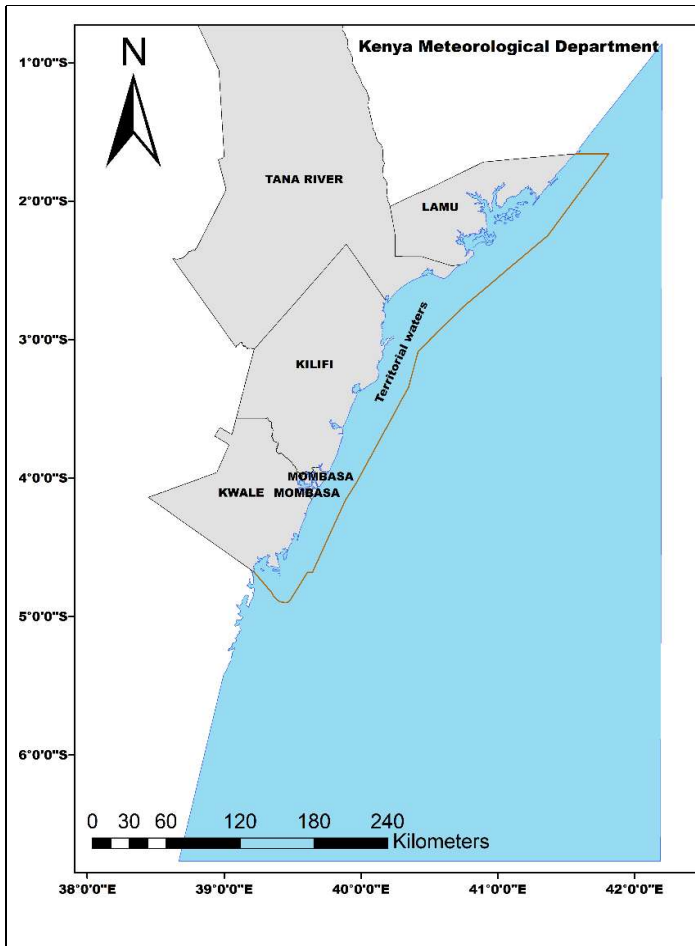 Kenya Meteorological Department
N
1°0'0"S
TANA RIVER
2°0'0"S
LAMU
3°0'0"S
Territorial waters
KILIFI
4°0'0"S
MOMBASA
KWALE MOMBASA
5°0'0"S
6°0'0"S
0 30 60 120 180 240
Kilometers
38°0'0"E 39°0'0"E 40°0'0"E 41°0'0"E 42°0'0"E